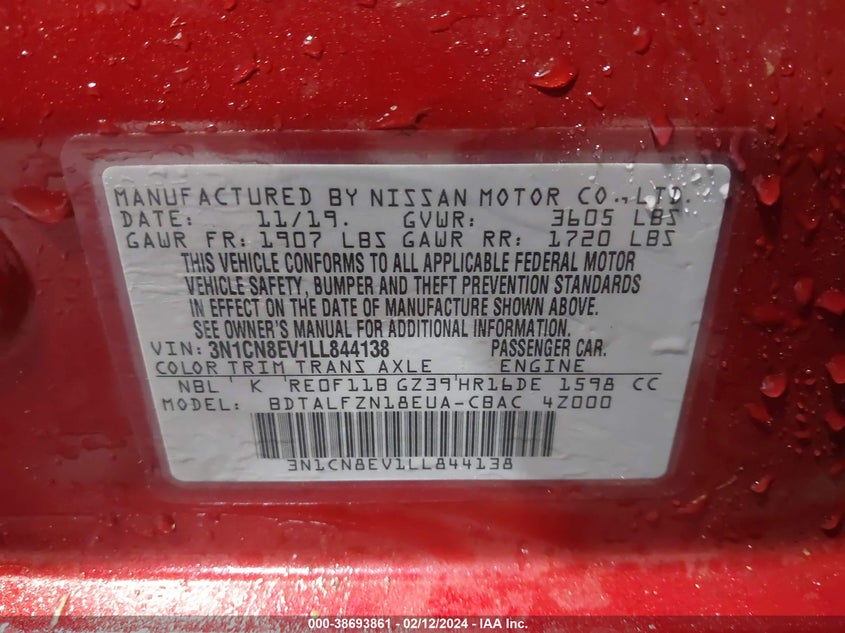 MANUFACTURED BY NISSAN MOTOR CO., LTD.
DATE: 11/19. GVWR: 3605 LBS
GAWR FR: 1907 LBS GAWR RR: 1720 LBS
THIS VEHICLE CONFORMS TO ALL APPLICABLE FEDERAL MOTOR
VEHICLE SAFETY, BUMPER AND THEFT PREVENTION STANDARDS
IN EFFECT ON THE DATE OF MANUFACTURE SHOWN ABOVE.
SEE OWNER'S MANUAL FOR ADDITIONAL INFORMATION.
VIN: 3N1CN8EV1LL844138 PASSENGER CAR.
COLOR TRIM TRANS AXLE ENGINE
NBL ' K 'RE0F11B GZ39'HR16DE 1598 CC
MODEL: BDTALFZN18EUA-CBAC 4Z000
3N1CN8EV1LL844138
000-38693861 - 02/12/2024 - IAA Inc.